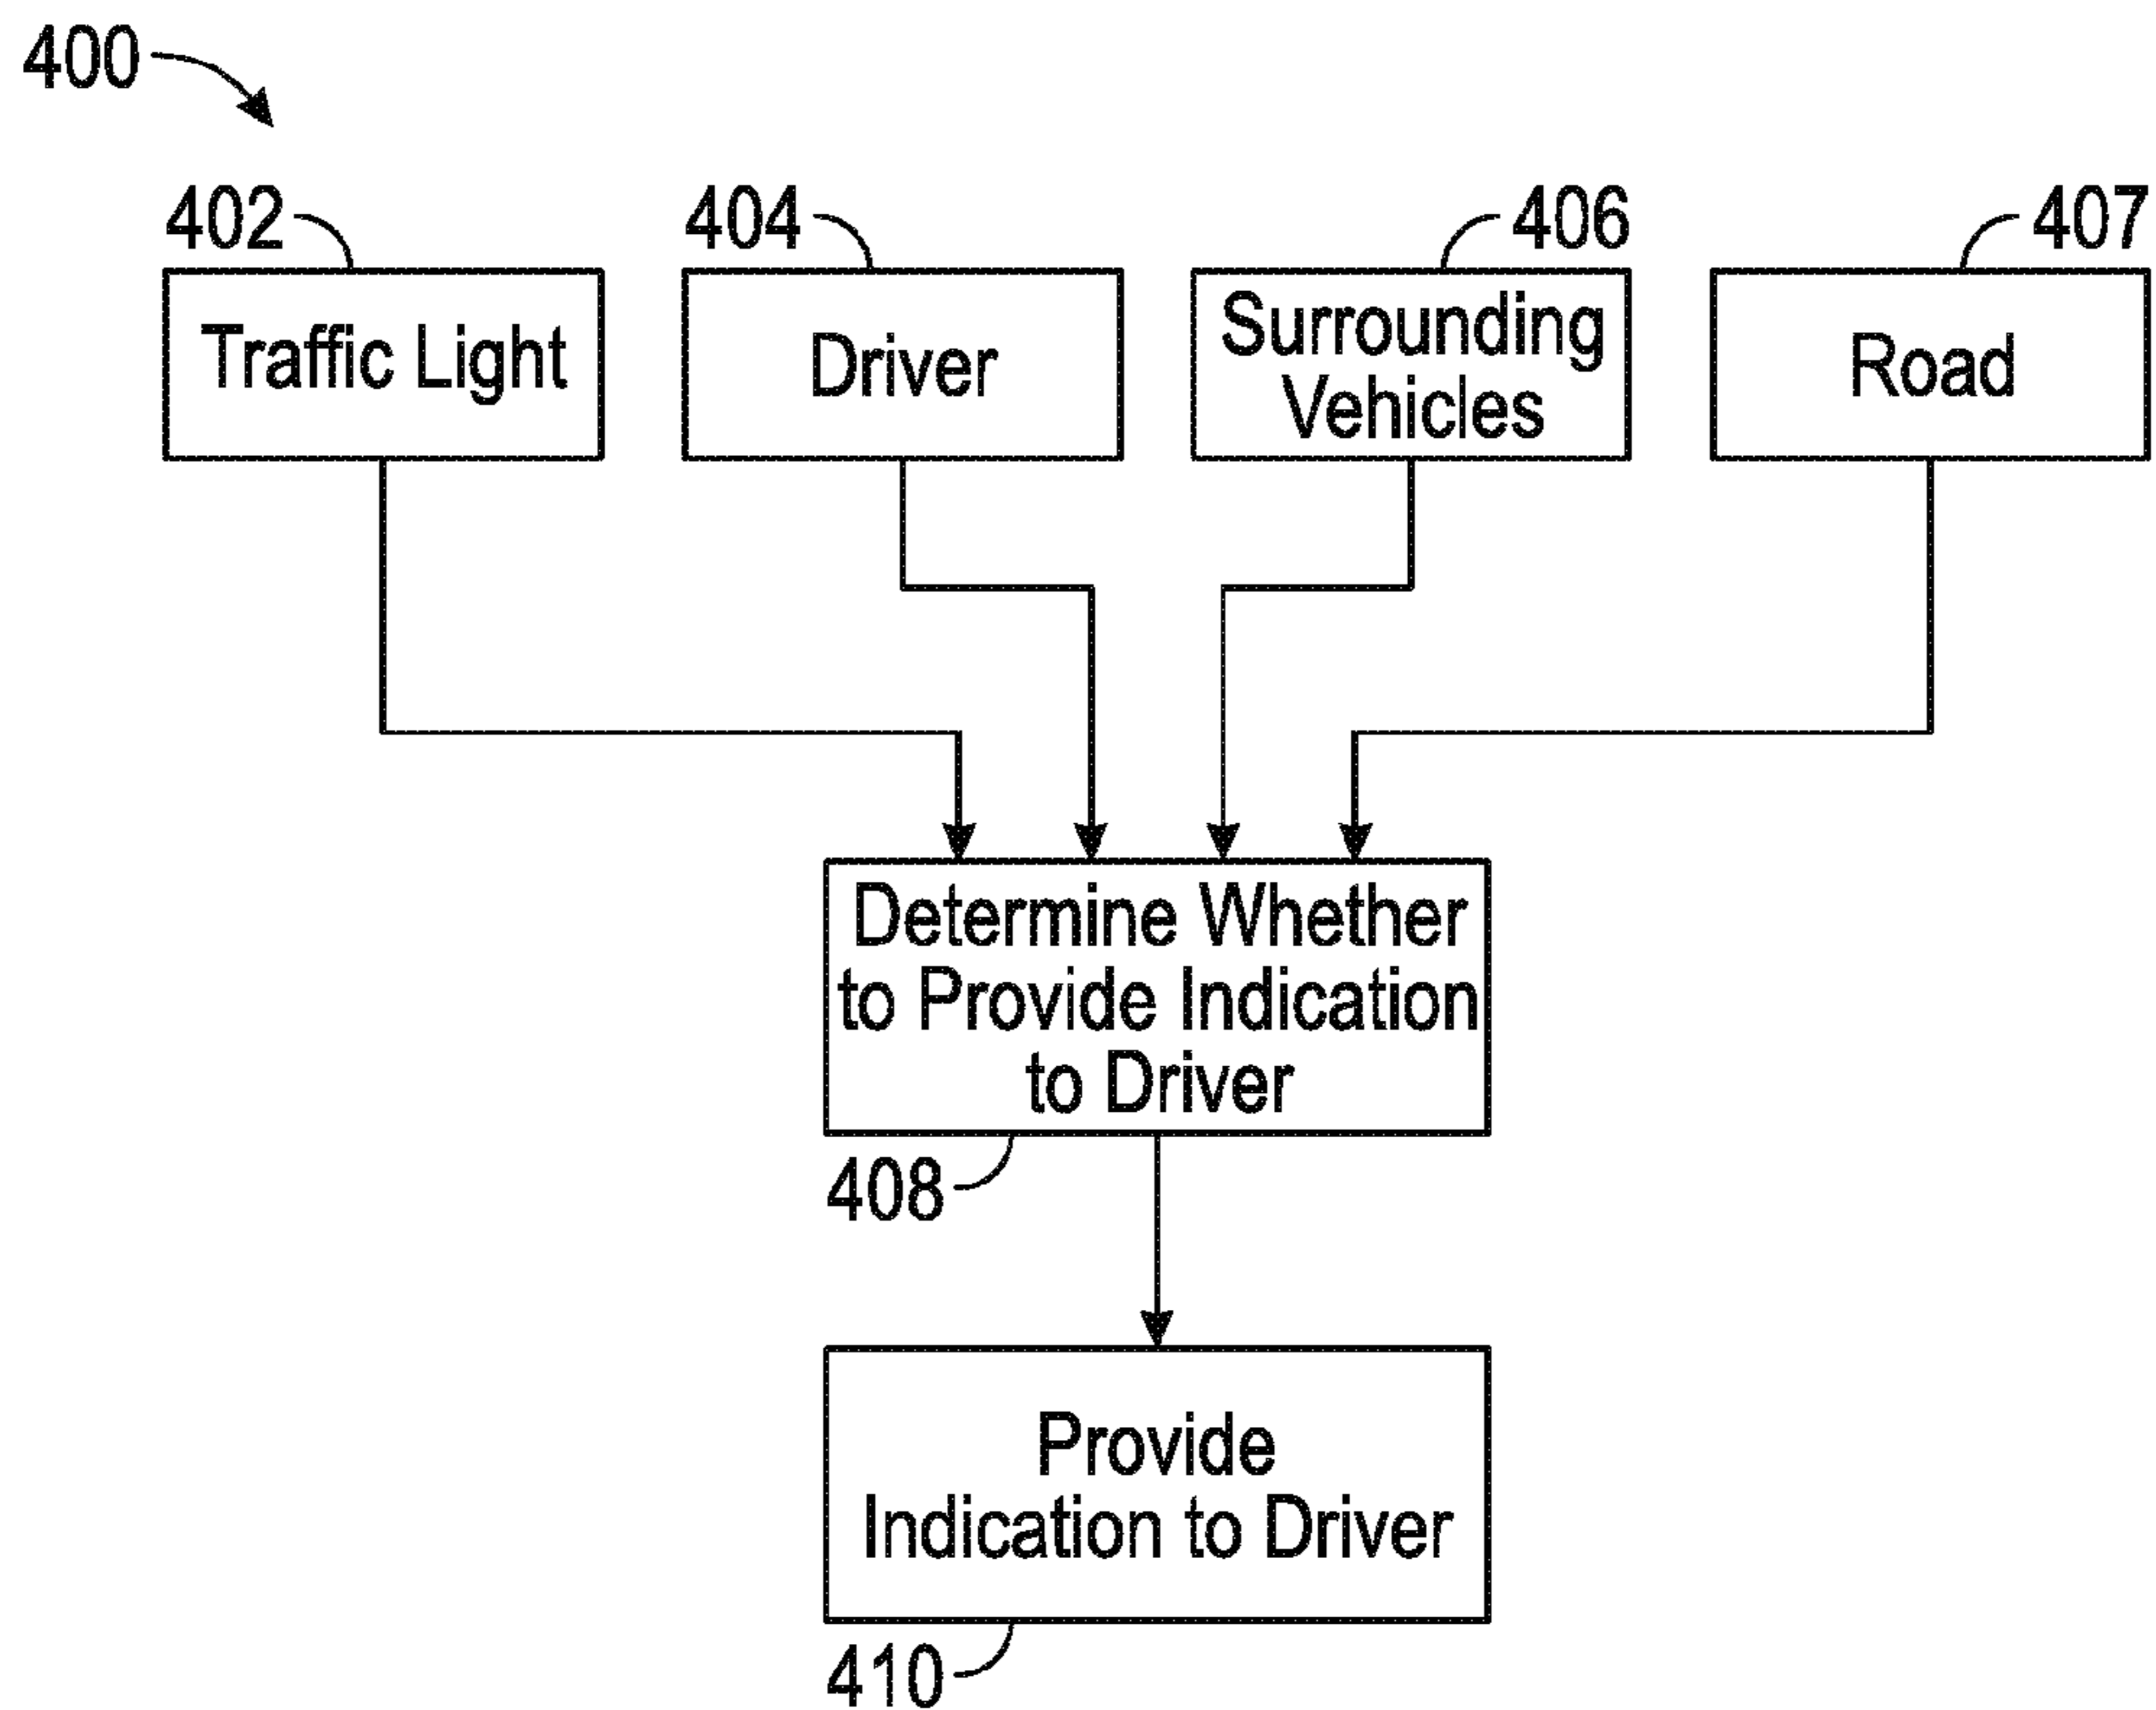 400
402
404
406
407
Traffic Light
Driver
Surrounding
Vehicles
Road
Determine Whether
to Provide Indication
to Driver
408
Provide
Indication to Driver
410